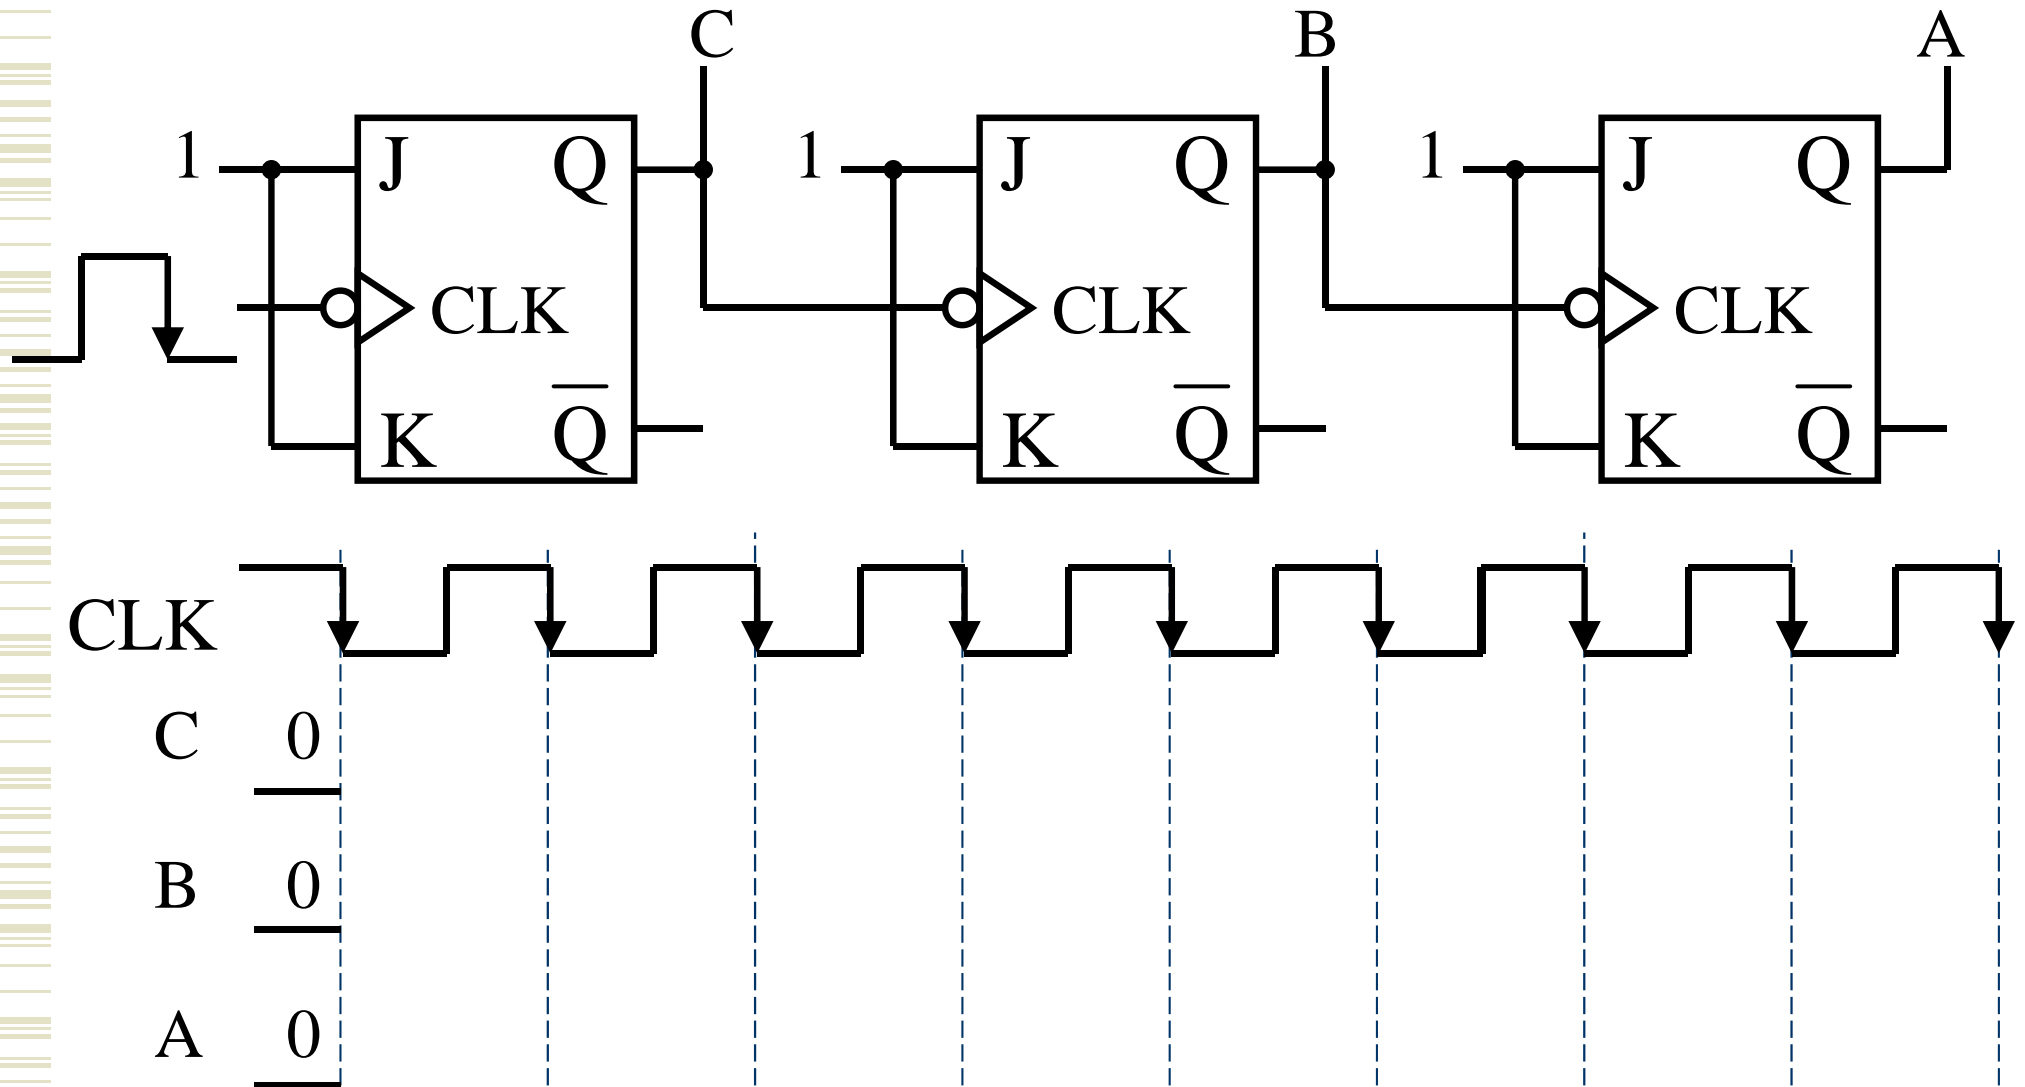 C B A
1 J Q 1 J Q 1 J Q
CLK CLK CLK
K Q̅ K Q̅ K Q̅
CLK
C 0
B 0
A 0